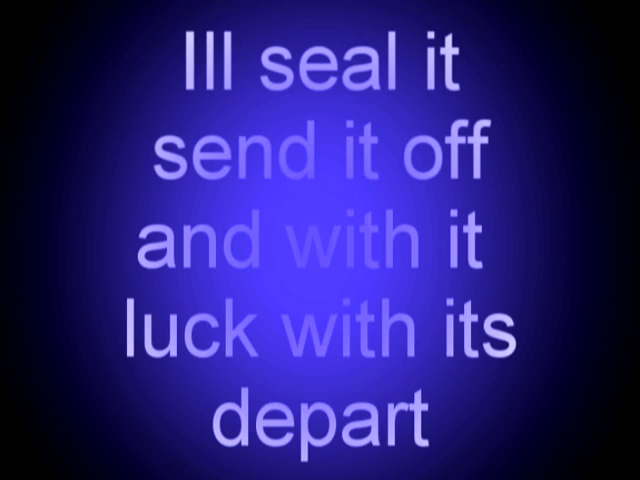 Ill seal it
send it off
and with it
luck with its
depart